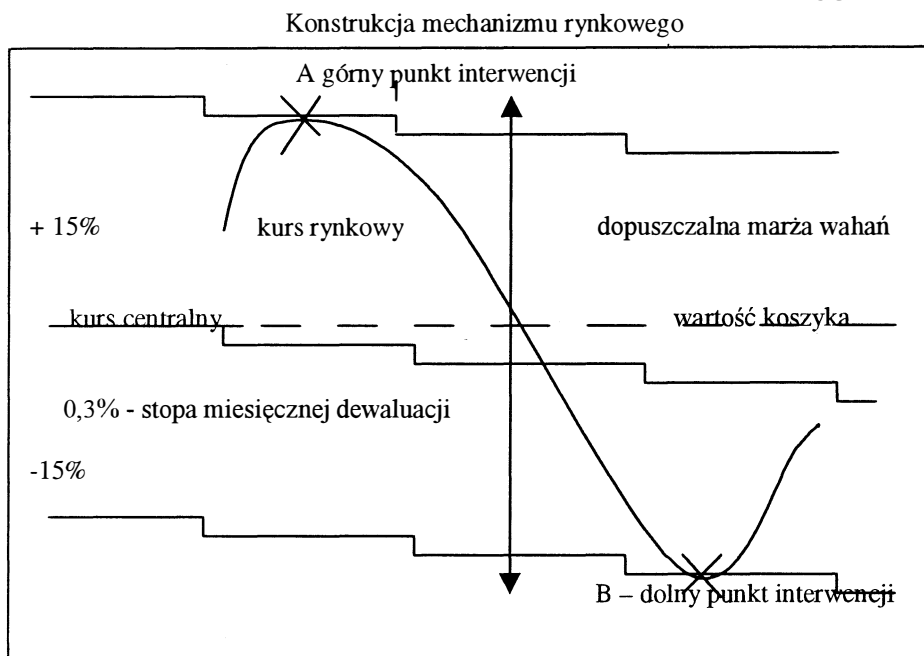 Konstrukcja mechanizmu rynkowego
A górny punkt interwencji
+ 15%
kurs rynkowy
dopuszczalna marża wahań
kurs centralny
wartość koszyka
0,3% - stopa miesięcznej dewaluacji
-15%
B – dolny punkt interwencji